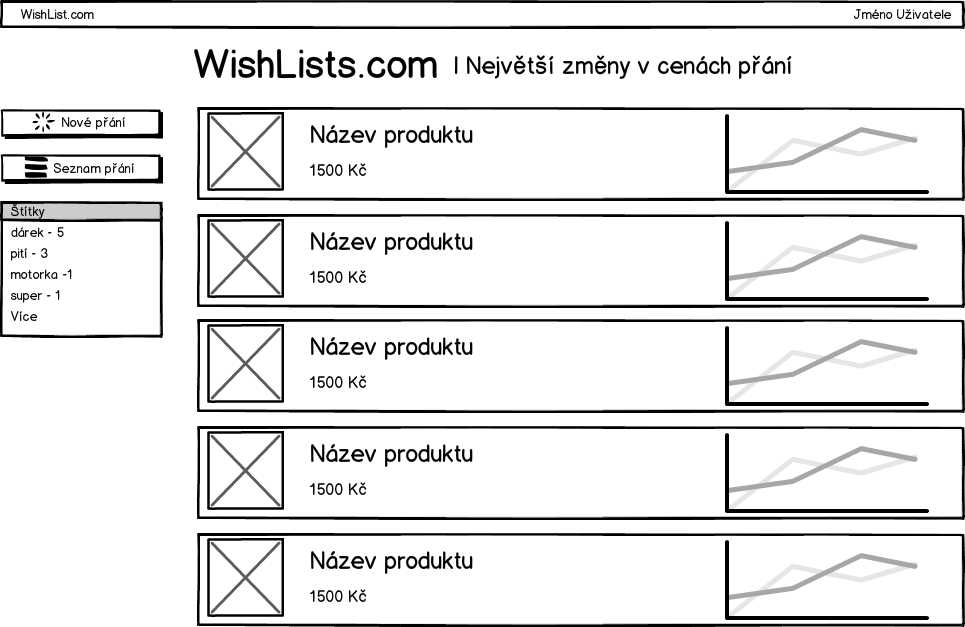 WishList.com Jméno Uživatele
WishLists.com | Největší změny v cenách přání
Nové přání
Seznam přání
Štítky
dárek - 5
pití - 3
motorka -1
super - 1
Více
Název produktu
1500 Kč
Název produktu
1500 Kč
Název produktu
1500 Kč
Název produktu
1500 Kč
Název produktu
1500 Kč